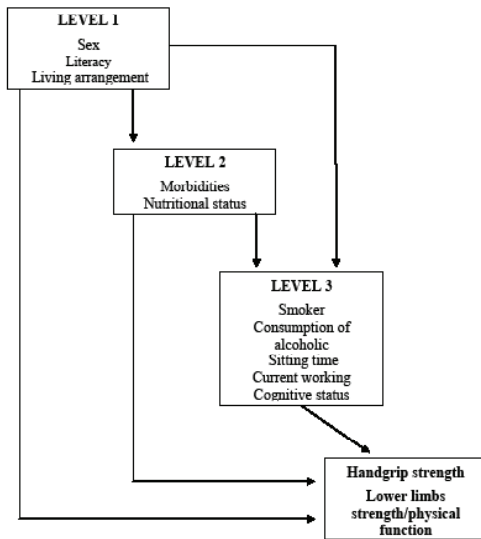 LEVEL 1
Sex
Literacy
Living arrangement
LEVEL 2
Morbidities
Nutritional status
LEVEL 3
Smoker
Consumption of
alcoholic
Sitting time
Current working
Cognitive status
Handgrip strength
Lower limbs
strength/physical
function